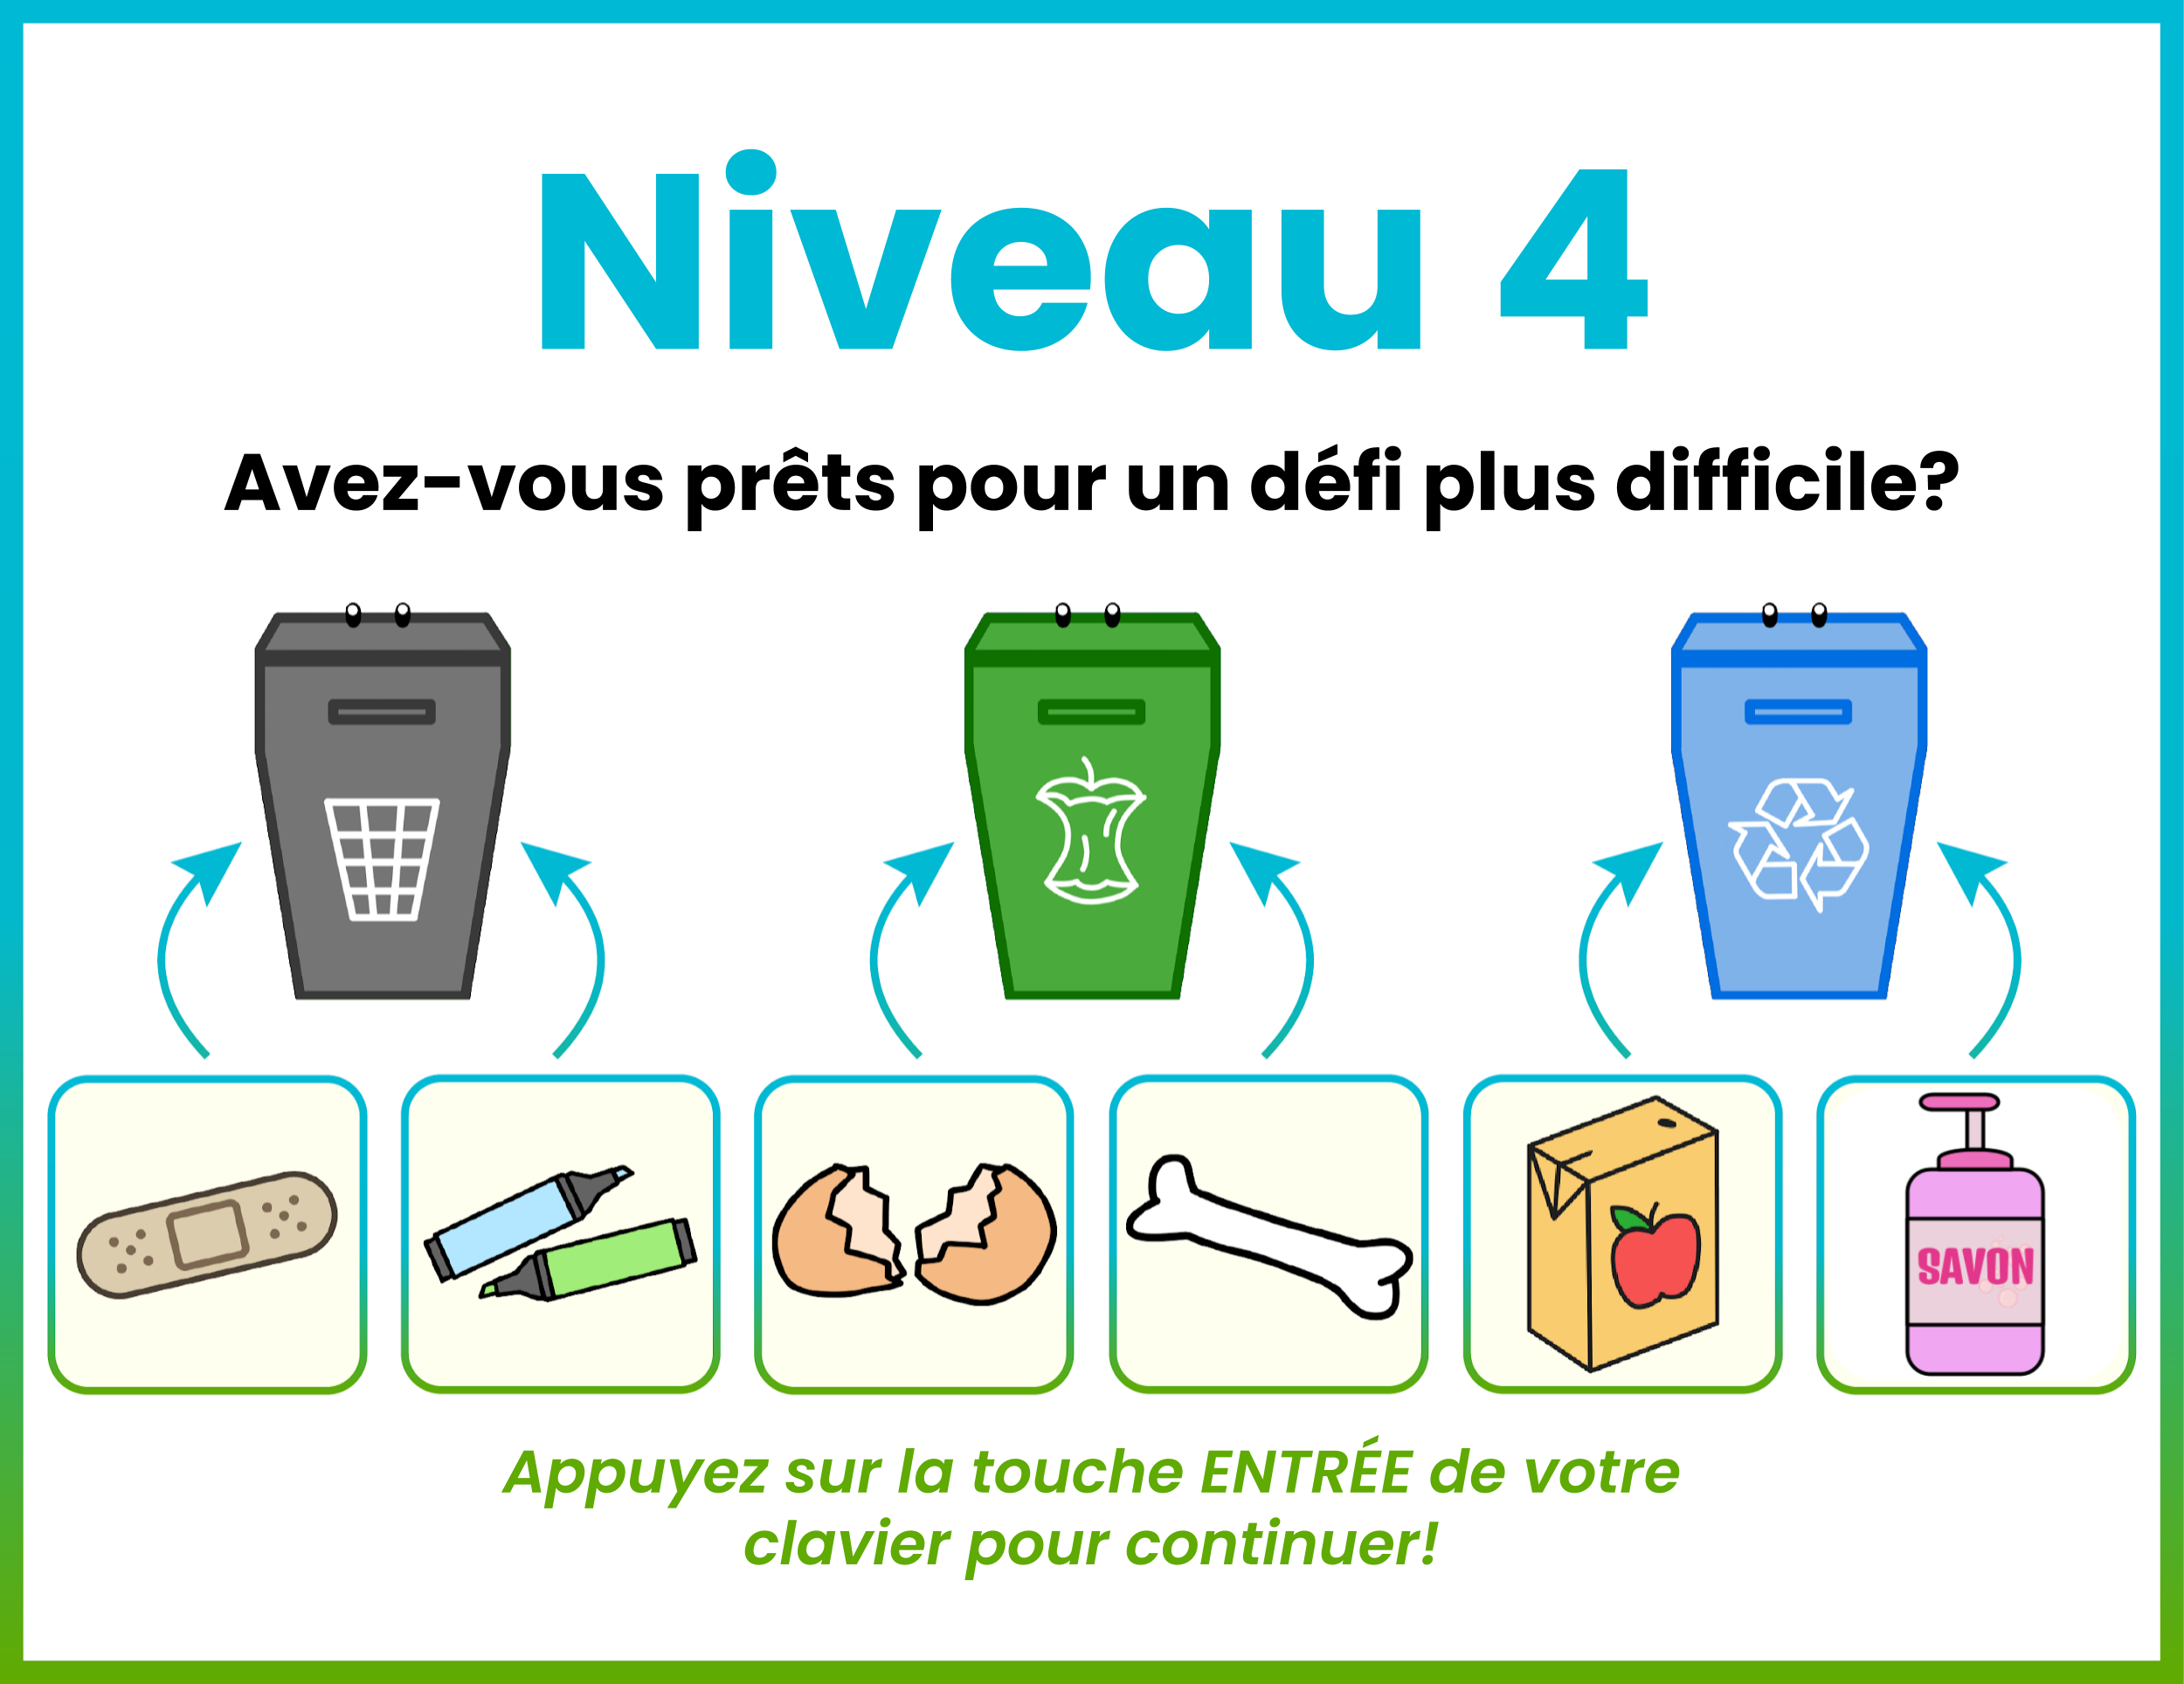 Niveau 4
Avez-vous prêts pour un défi plus difficile?
SAVON
Appuyez sur la touche ENTRÉE de votre
clavier pour continuer!